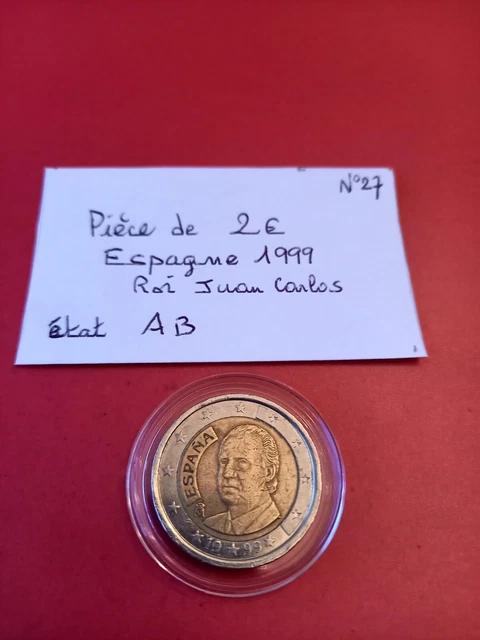 N°27
Pièce de 2€
Espagne 1999
Roi Juan Carlos
état AB
ESPAÑA
1999